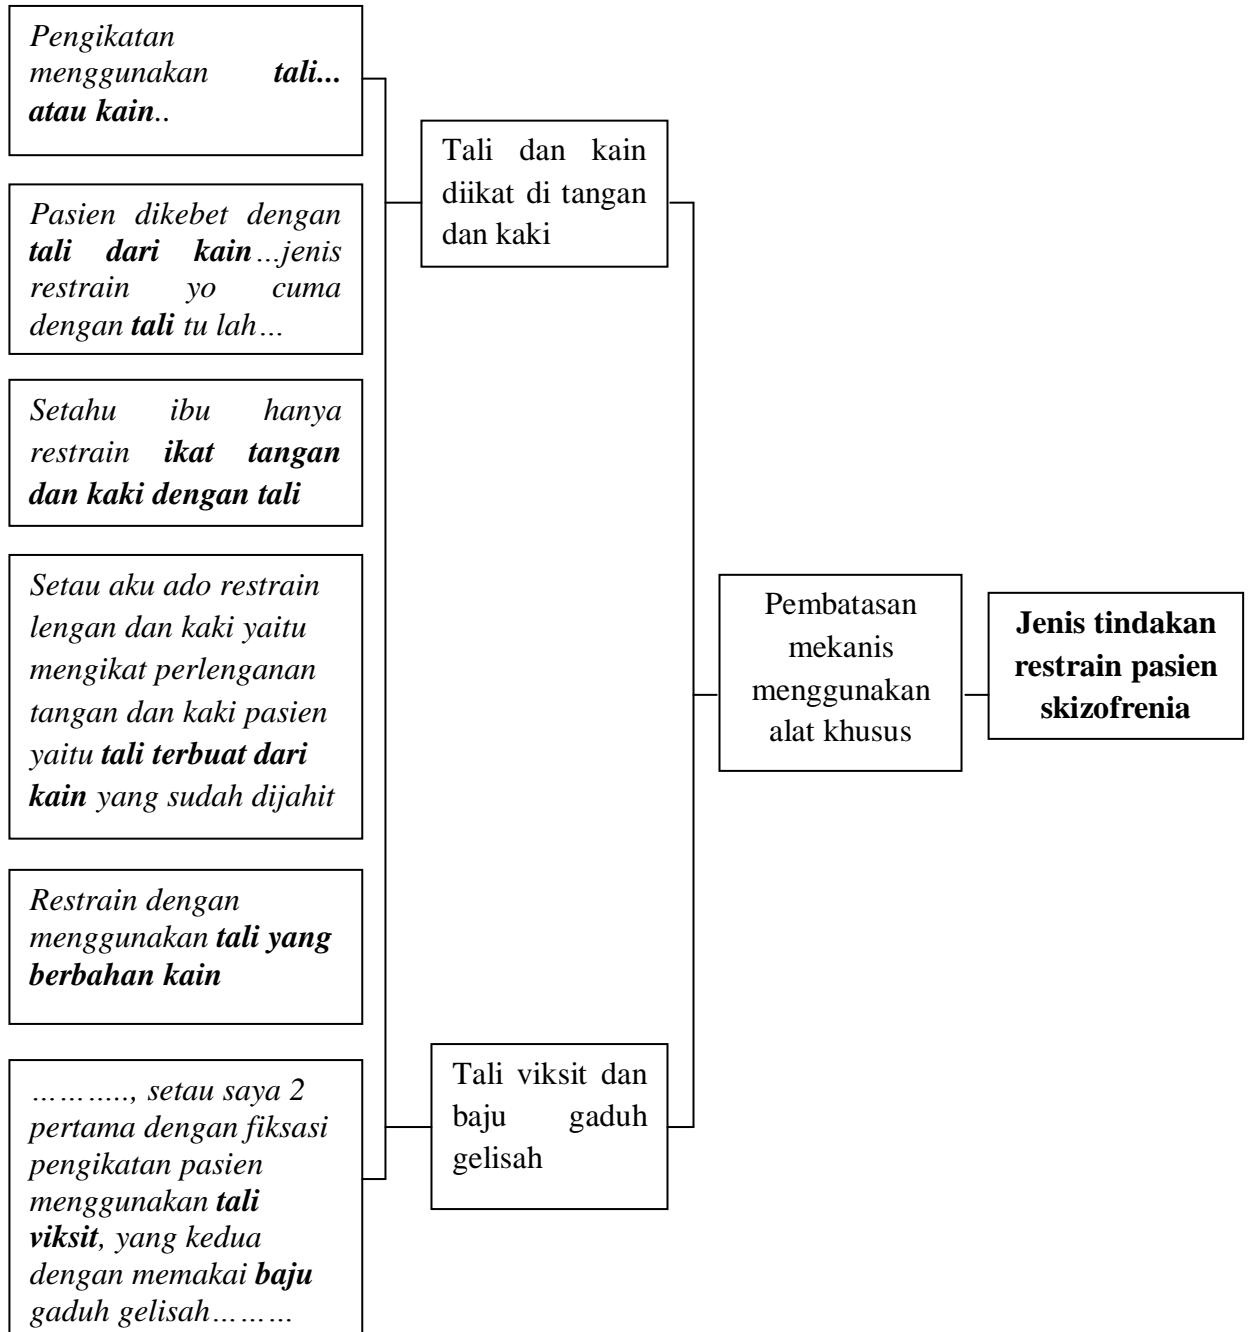 Pengikatan
menggunakan tali...
atau kain..
Pasien dikebet dengan
tali dari kain...jenis
restrain yo cuma
dengan tali tu lah...
Setahu ibu hanya
restrain ikat tangan
dan kaki dengan tali
Setau aku ado restrain
lengan dan kaki yaitu
mengikat perlenganan
tangan dan kaki pasien
yaitu tali terbuat dari
kain yang sudah dijahit
Restrain dengan
menggunakan tali yang
berbahan kain
……….., setau saya 2
pertama dengan fiksasi
pengikatan pasien
menggunakan tali
viksit, yang kedua
dengan memakai baju
gaduh gelisah………
Tali dan kain
diikat di tangan
dan kaki
Tali viksit dan
baju gaduh
gelisah
Pembatasan
mekanis
menggunakan
alat khusus
Jenis tindakan
restrain pasien
skizofrenia